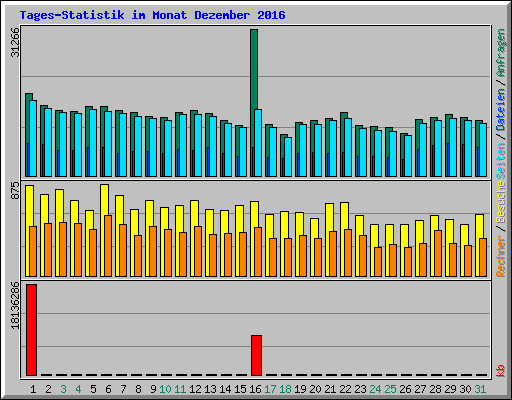 Tages-Statistik im Monat Dezember 2016
31266
Seiten / Dateien / Anfragen
875
Rechner / Besuche
18136286
kb
1 2 3 4 5 6 7 8 9 10 11 12 13 14 15 16 17 18 19 20 21 22 23 24 25 26 27 28 29 30 31